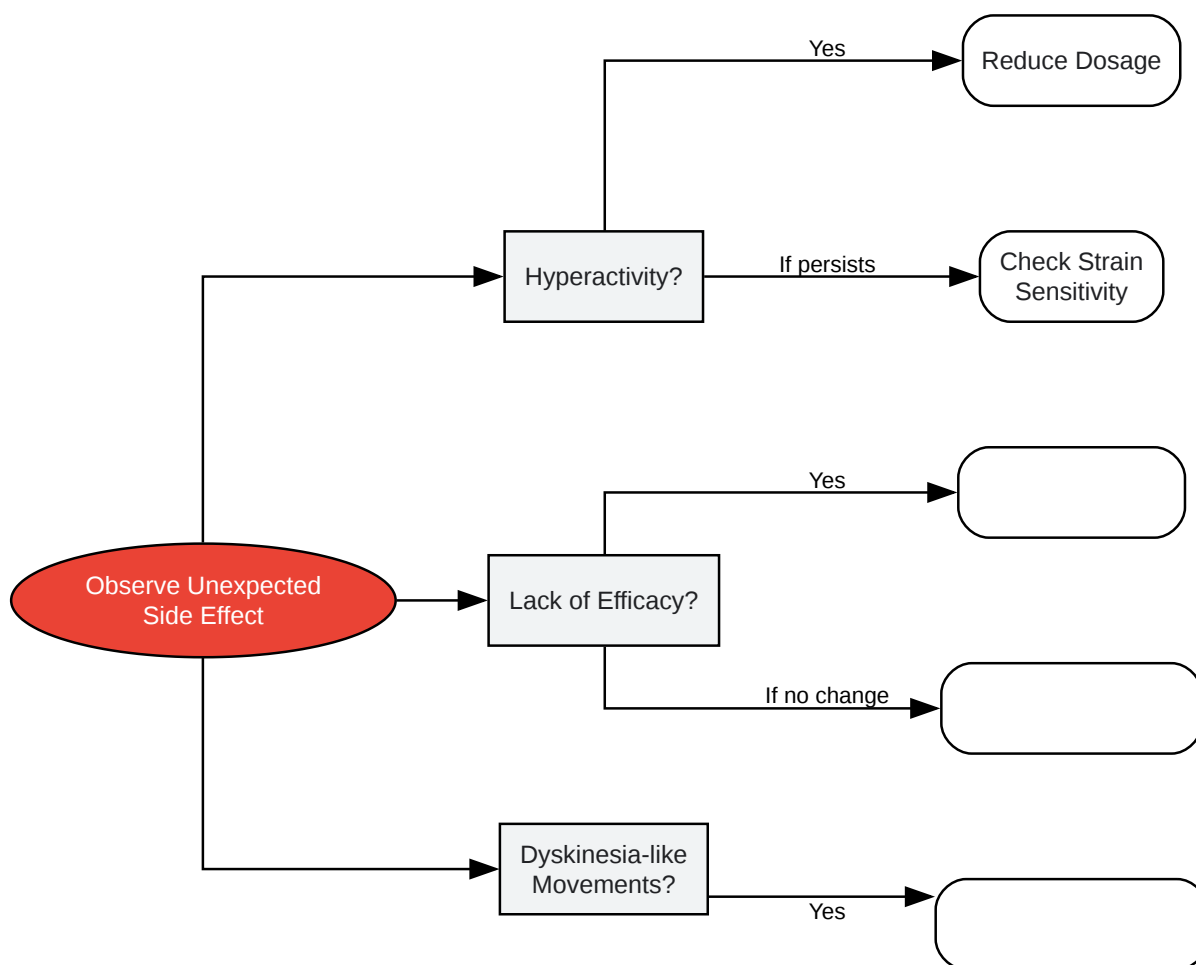 Yes
Reduce Dosage
Hyperactivity?
If persists
Check Strain
Sensitivity
Yes
Observe Unexpected
Side Effect
Lack of Efficacy?
If no change
Dyskinesia-like
Movements?
Yes